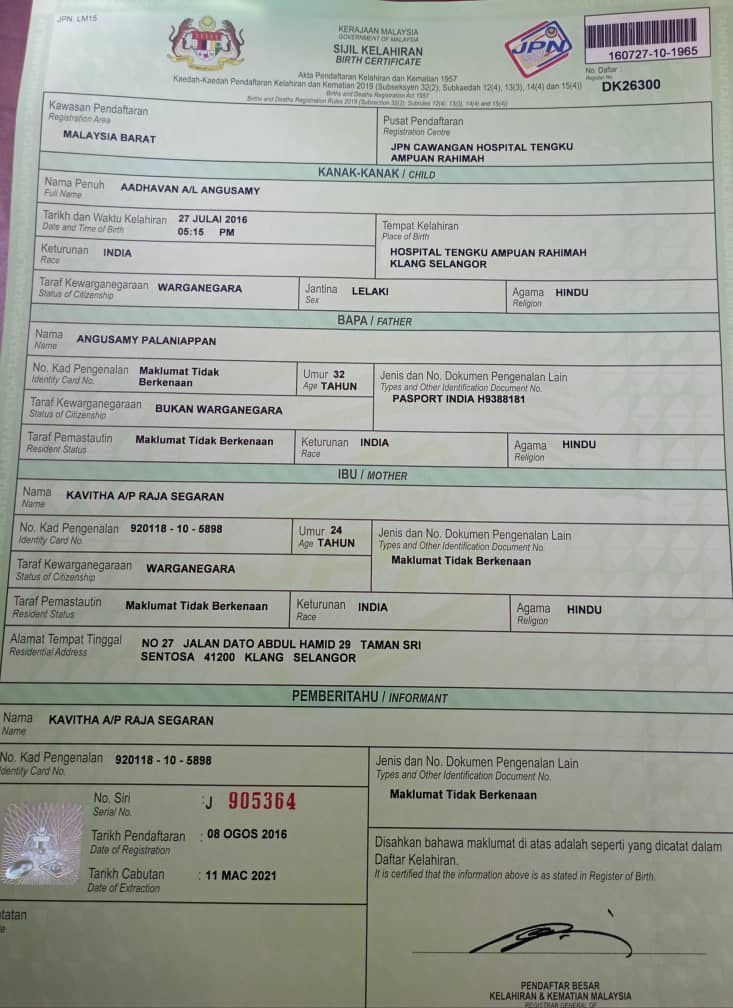 JPN. LM15
KERAJAAN MALAYSIA
GOVERNMENT OF MALAYSIA
SIJIL KELAHIRAN
BIRTH CERTIFICATE
JPN
160727-10-1965
No. Daftar :
Register No.
DK26300
Akta Pendaftaran Kelahiran dan Kematian 1957
Kaedah-Kaedah Pendaftaran Kelahiran dan Kematian 2019 (Subseksyen 32(2), Subkaedah 12(4), 13(3), 14(4) dan 15(4))
Births and Deaths Registration Act 1957
Births and Deaths Registration Rules 2019 (Subsection 32(2), Subrules 12(4), 13(3), 14(4) and 15(4))
Kawasan Pendaftaran
Registration Area
MALAYSIA BARAT
Pusat Pendaftaran
Registration Centre
JPN CAWANGAN HOSPITAL TENGKU
AMPUAN RAHIMAH
KANAK-KANAK / CHILD
Nama Penuh AADHAVAN A/L ANGUSAMY
Full Name
Tarikh dan Waktu Kelahiran 27 JULAI 2016
Date and Time of Birth 05:15 PM
Tempat Kelahiran
Place of Birth
HOSPITAL TENGKU AMPUAN RAHIMAH
KLANG SELANGOR
Keturunan INDIA
Race
Taraf Kewarganegaraan WARGANEGARA
Status of Citizenship
Jantina LELAKI
Sex
Agama HINDU
Religion
BAPA / FATHER
Nama ANGUSAMY PALANIAPPAN
Name
No. Kad Pengenalan Maklumat Tidak
Identity Card No. Berkenaan
Umur 32
Age TAHUN
Jenis dan No. Dokumen Pengenalan Lain
Types and Other Identification Document No.
PASPORT INDIA H9388181
Taraf Kewarganegaraan BUKAN WARGANEGARA
Status of Citizenship
Taraf Pemastautin Maklumat Tidak Berkenaan
Resident Status
Keturunan INDIA
Race
Agama HINDU
Religion
IBU / MOTHER
Nama KAVITHA A/P RAJA SEGARAN
Name
No. Kad Pengenalan 920118 - 10 - 5898
Identity Card No.
Umur 24
Age TAHUN
Jenis dan No. Dokumen Pengenalan Lain
Types and Other Identification Document No.
Maklumat Tidak Berkenaan
Taraf Kewarganegaraan WARGANEGARA
Status of Citizenship
Taraf Pemastautin Maklumat Tidak Berkenaan
Resident Status
Keturunan INDIA
Race
Agama HINDU
Religion
Alamat Tempat Tinggal NO 27 JALAN DATO ABDUL HAMID 29 TAMAN SRI
Residential Address SENTOSA 41200 KLANG SELANGOR
PEMBERITAHU / INFORMANT
Nama KAVITHA A/P RAJA SEGARAN
Name
No. Kad Pengenalan 920118 - 10 - 5898
Identity Card No.
Jenis dan No. Dokumen Pengenalan Lain
Types and Other Identification Document No.
Maklumat Tidak Berkenaan
No. Siri : J 905364
Serial No.
Tarikh Pendaftaran : 08 OGOS 2016
Date of Registration
Tarikh Cabutan : 11 MAC 2021
Date of Extraction
Disahkan bahawa maklumat di atas adalah seperti yang dicatat dalam
Daftar Kelahiran.
It is certified that the information above is as stated in Register of Birth.
tatan
e
PENDAFTAR BESAR
KELAHIRAN & KEMATIAN MALAYSIA
REGISTRAR GENERAL OF